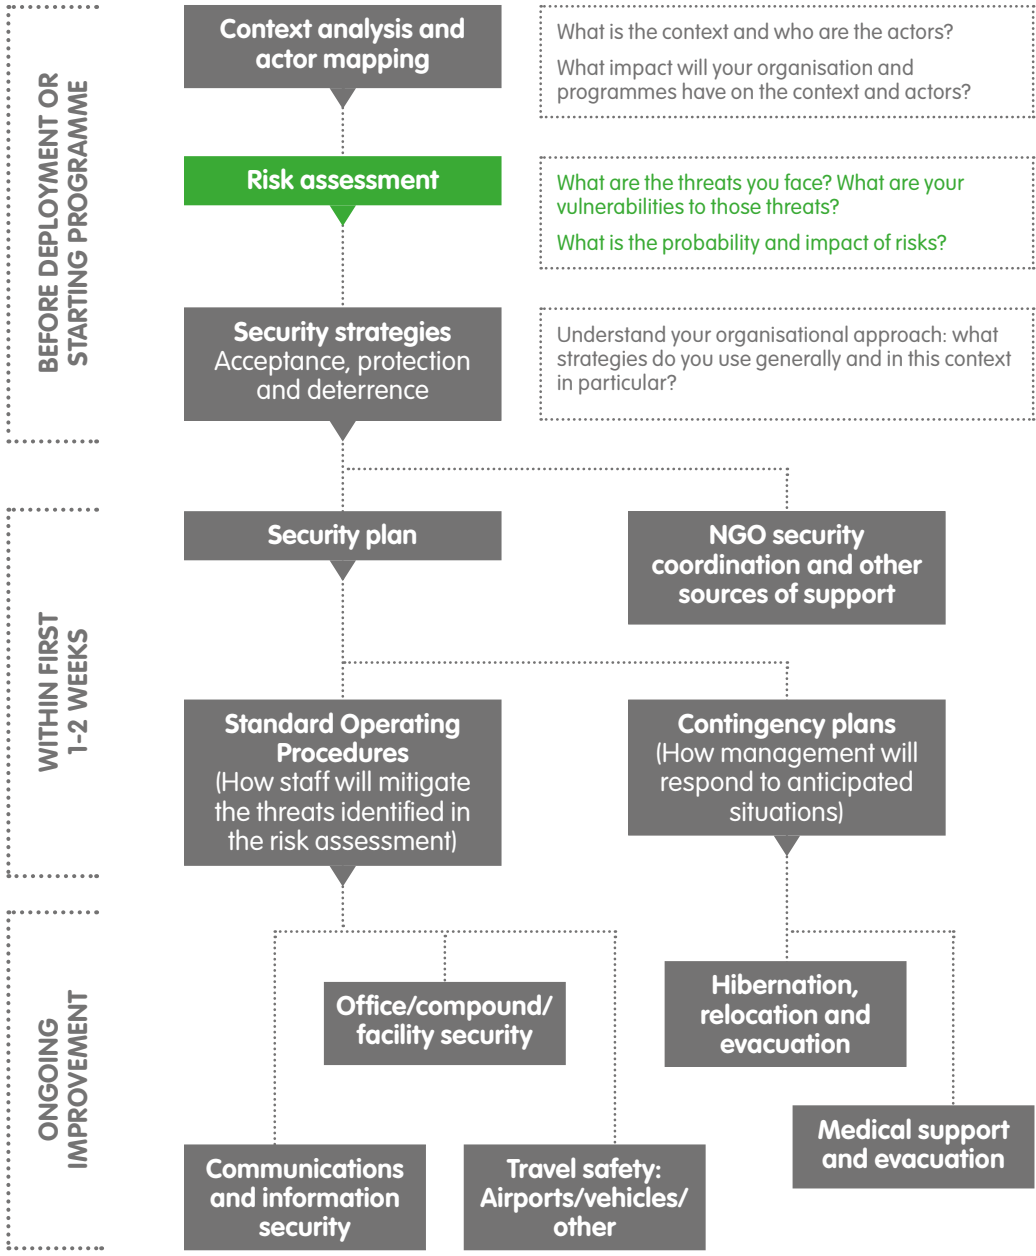 BEFORE DEPLOYMENT OR
STARTING PROGRAMME
Context analysis and
actor mapping
What is the context and who are the actors?
What impact will your organisation and
programmes have on the context and actors?
Risk assessment
What are the threats you face? What are your
vulnerabilities to those threats?
What is the probability and impact of risks?
Security strategies
Acceptance, protection
and deterrence
Understand your organisational approach: what
strategies do you use generally and in this context
in particular?
WITHIN FIRST
1-2 WEEKS
Security plan
NGO security
coordination and other
sources of support
Standard Operating
Procedures
(How staff will mitigate
the threats identified in
the risk assessment)
Contingency plans
(How management will
respond to anticipated
situations)
ONGOING
IMPROVEMENT
Office/compound/
facility security
Hibernation,
relocation and
evacuation
Communications
and information
security
Travel safety:
Airports/vehicles/
other
Medical support
and evacuation